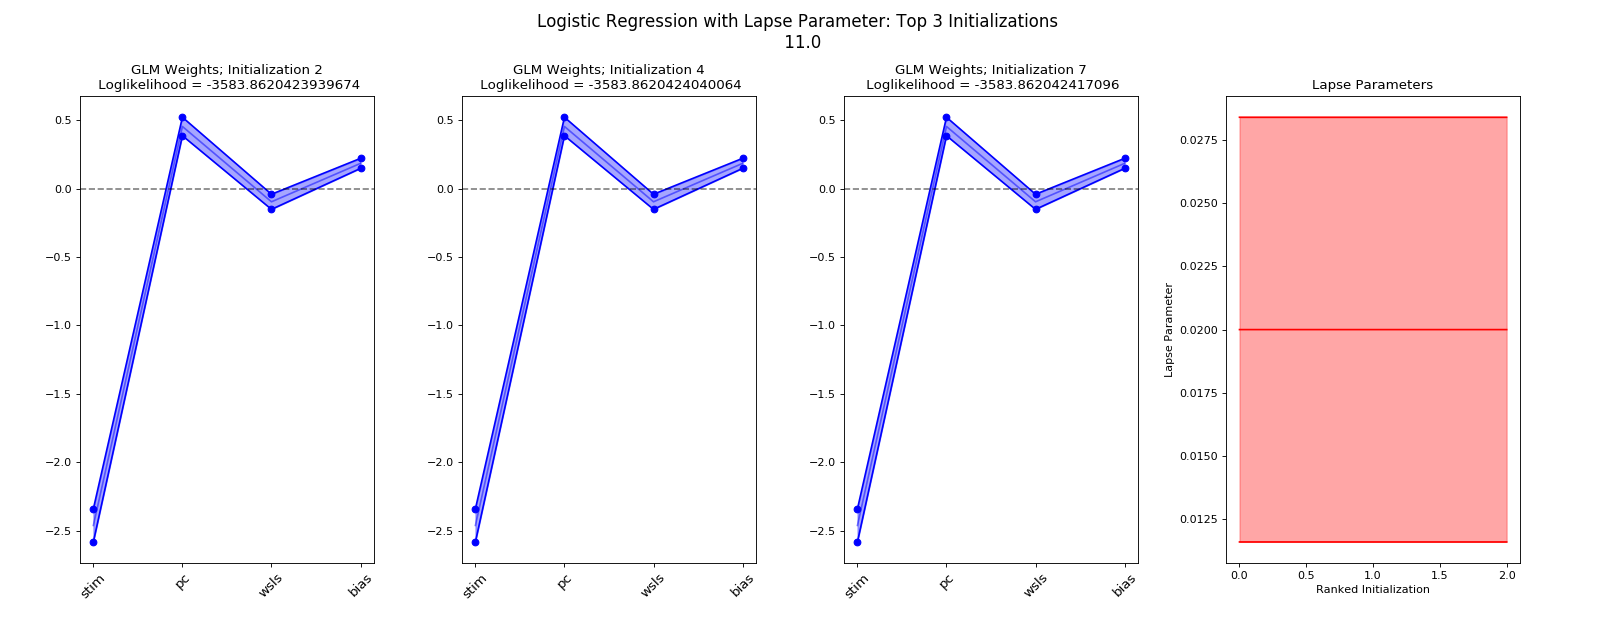 Logistic Regression with Lapse Parameter: Top 3 Initializations
11.0
GLM Weights; Initialization 2
Loglikelihood = -3583.8620423939674
0.5
0.0
−0.5
−1.0
−1.5
−2.0
−2.5
stim
pc
wsls
bias
GLM Weights; Initialization 4
Loglikelihood = -3583.8620424040064
0.5
0.0
−0.5
−1.0
−1.5
−2.0
−2.5
stim
pc
wsls
bias
GLM Weights; Initialization 7
Loglikelihood = -3583.862042417096
0.5
0.0
−0.5
−1.0
−1.5
−2.0
−2.5
stim
pc
wsls
bias
Lapse Parameters
Lapse Parameter
0.0275
0.0250
0.0225
0.0200
0.0175
0.0150
0.0125
0.0
0.5
1.0
1.5
2.0
Ranked Initialization